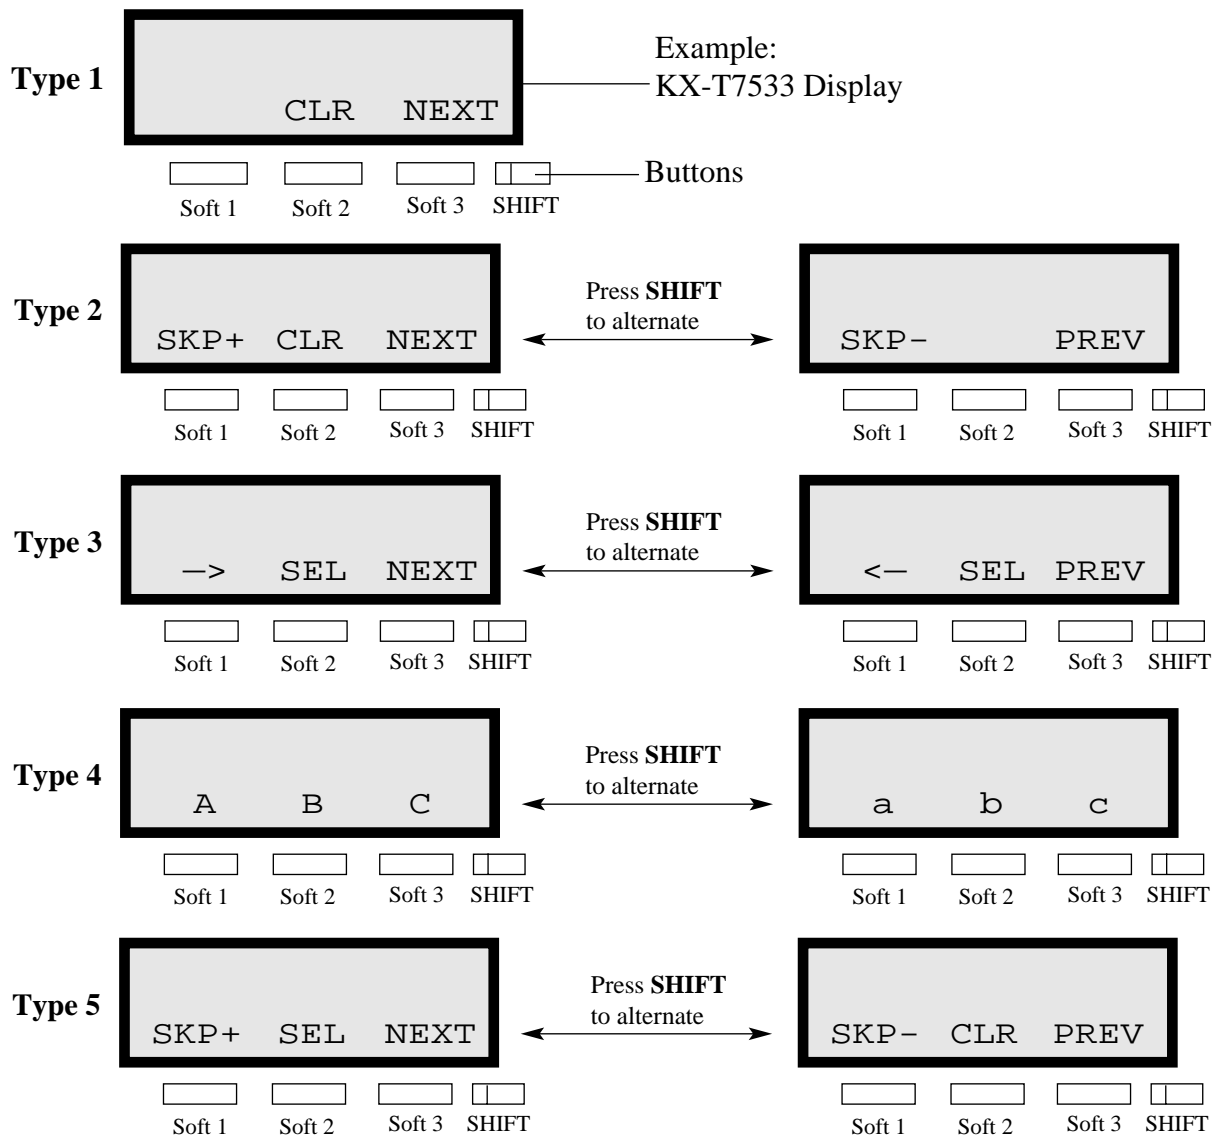 Type 1
CLR NEXT
Example:
KX-T7533 Display
Buttons
Soft 1 Soft 2 Soft 3 SHIFT
Type 2
SKP+ CLR NEXT
Press SHIFT
to alternate
SKP- PREV
Soft 1 Soft 2 Soft 3 SHIFT
Soft 1 Soft 2 Soft 3 SHIFT
Type 3
—> SEL NEXT
Press SHIFT
to alternate
<— SEL PREV
Soft 1 Soft 2 Soft 3 SHIFT
Soft 1 Soft 2 Soft 3 SHIFT
Type 4
A B C
Press SHIFT
to alternate
a b c
Soft 1 Soft 2 Soft 3 SHIFT
Soft 1 Soft 2 Soft 3 SHIFT
Type 5
SKP+ SEL NEXT
Press SHIFT
to alternate
SKP- CLR PREV
Soft 1 Soft 2 Soft 3 SHIFT
Soft 1 Soft 2 Soft 3 SHIFT